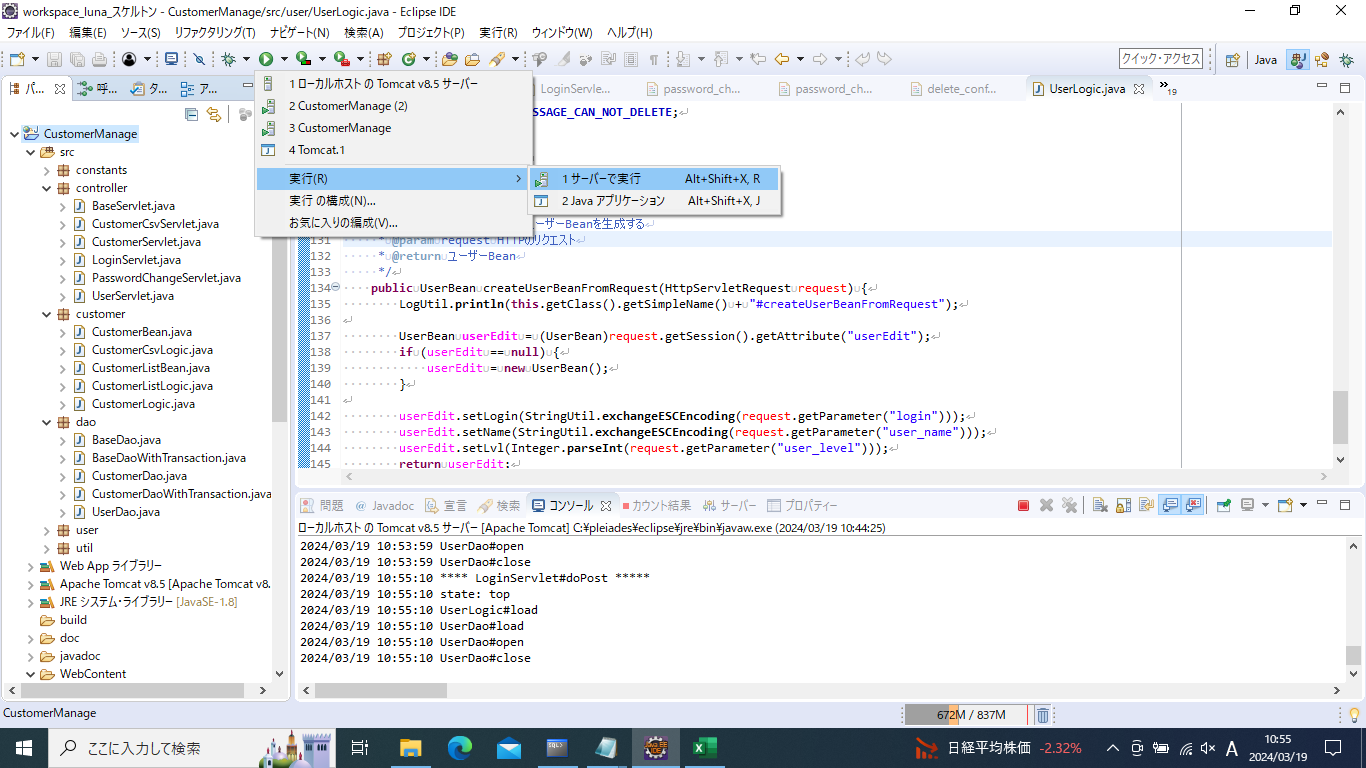 workspace_luna_スケルトン - CustomerManage/src/user/UserLogic.java - Eclipse IDE
ファイル(F) 編集(E) ソース(S) リファクタリング(T) ナビゲート(N) 検索(A) プロジェクト(P) 実行(R) ウィンドウ(W) ヘルプ(H)
クイック・アクセス
Java
パ...
呼...
タ...
ア...
LoginServle...
password_ch...
password_ch...
delete_conf...
UserLogic.java
19
1 ローカルホスト の Tomcat v8.5 サーバー
2 CustomerManage (2)
3 CustomerManage
4 Tomcat.1
実行(R)
実行 の構成(N)...
お気に入りの編成(V)...
1 サーバーで実行 Alt+Shift+X, R
2 Java アプリケーション Alt+Shift+X, J
CustomerManage
src
constants
controller
BaseServlet.java
CustomerCsvServlet.java
CustomerServlet.java
LoginServlet.java
PasswordChangeServlet.java
UserServlet.java
customer
CustomerBean.java
CustomerCsvLogic.java
CustomerListBean.java
CustomerListLogic.java
CustomerLogic.java
dao
BaseDao.java
BaseDaoWithTransaction.java
CustomerDao.java
CustomerDaoWithTransaction.java
UserDao.java
user
util
Web App ライブラリー
Apache Tomcat v8.5 [Apache Tomcat v8.
JRE システム・ライブラリー [JavaSE-1.8]
build
doc
javadoc
WebContent
SSAGE_CAN_NOT_DELETE;
ーザーBeanを生成する
131 * @param request HTTPのリクエスト
132 * @return ユーザーBean
133 */
134 public UserBean createUserBeanFromRequest(HttpServletRequest request) {
135 LogUtil.println(this.getClass().getSimpleName() + "#createUserBeanFromRequest");
136
137 UserBean userEdit = (UserBean)request.getSession().getAttribute("userEdit");
138 if (userEdit == null) {
139 userEdit = new UserBean();
140 }
141
142 userEdit.setLogin(StringUtil.exchangeESCEncoding(request.getParameter("login")));
143 userEdit.setName(StringUtil.exchangeESCEncoding(request.getParameter("user_name")));
144 userEdit.setLvl(Integer.parseInt(request.getParameter("user_level")));
145 return userEdit;
問題 @ Javadoc 宣言 検索 コンソール カウント結果 サーバー プロパティー
ローカルホスト の Tomcat v8.5 サーバー [Apache Tomcat] C:¥pleiades¥eclipse¥jre¥bin¥javaw.exe (2024/03/19 10:44:25)
2024/03/19 10:53:59 UserDao#open
2024/03/19 10:53:59 UserDao#close
2024/03/19 10:55:10 **** LoginServlet#doPost *****
2024/03/19 10:55:10 state: top
2024/03/19 10:55:10 UserLogic#load
2024/03/19 10:55:10 UserDao#load
2024/03/19 10:55:10 UserDao#open
2024/03/19 10:55:10 UserDao#close
CustomerManage
672M / 837M
ここに入力して検索
日経平均株価 -2.32%
A
10:55
2024/03/19